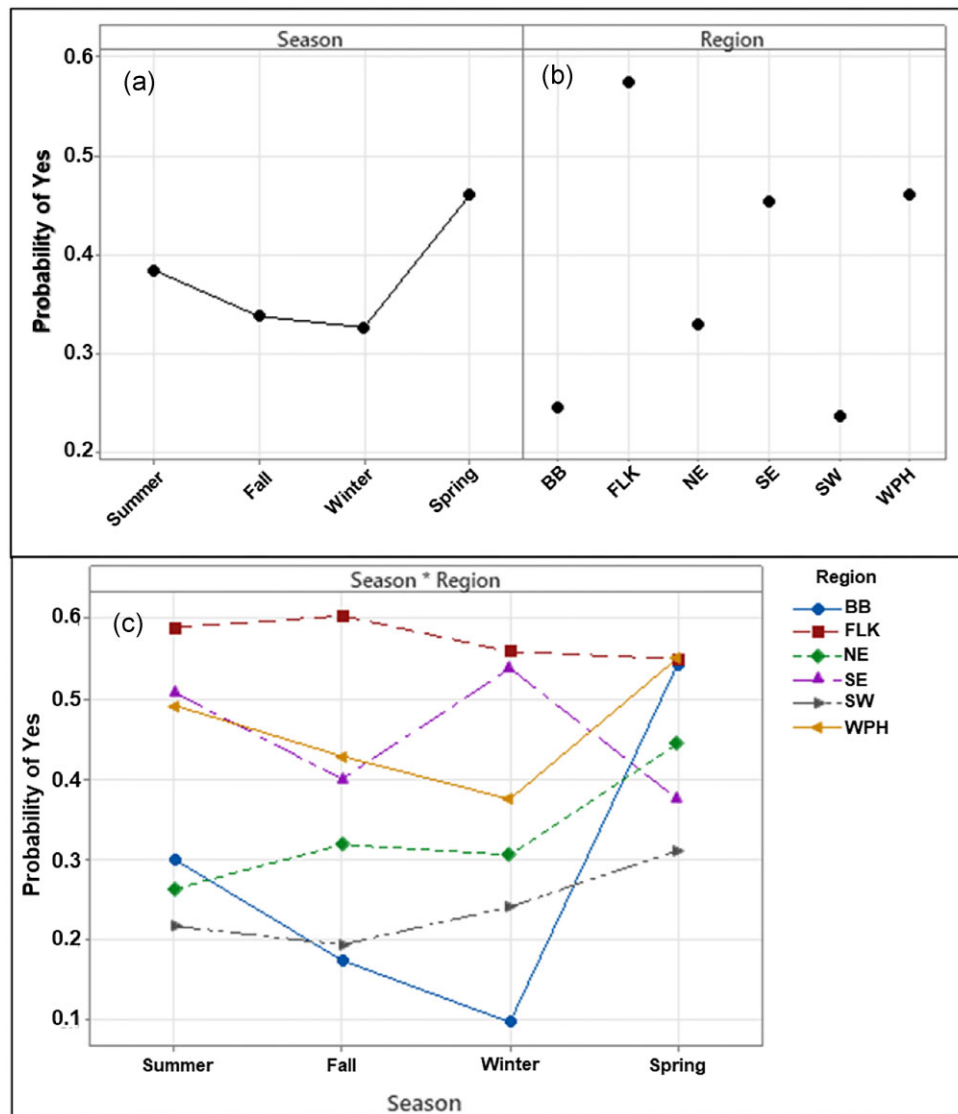 Season
Region
(a)
(b)
Probability of Yes
0.6
0.5
0.4
0.3
0.2
Summer
Fall
Winter
Spring
BB
FLK
NE
SE
SW
WPH
Season * Region
(c)
Probability of Yes
0.6
0.5
0.4
0.3
0.2
0.1
Summer
Fall
Winter
Spring
Season
Region
BB
FLK
NE
SE
SW
WPH